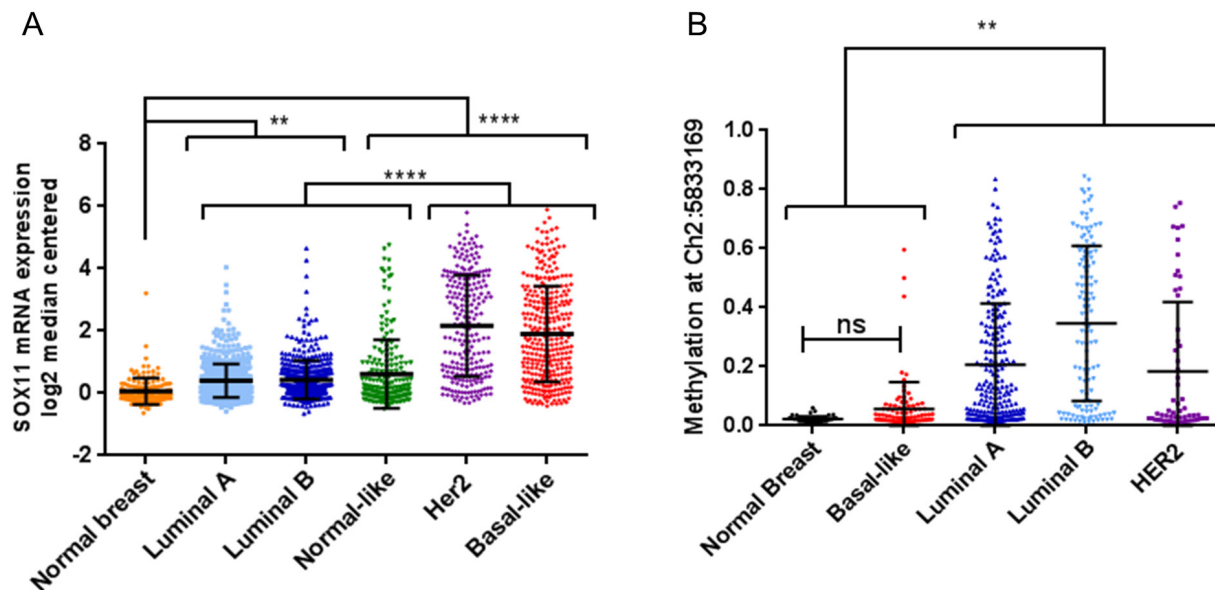 A
B
**
**
****
****
8
6
4
2
0
-2
SOX11 mRNA expression
log2 median centered
Normal breast
Luminal A
Luminal B
Normal-like
Her2
Basal-like
1.0
0.8
0.6
0.4
0.2
0.0
Methylation at Ch2:5833169
ns
Normal Breast
Basal-like
Luminal A
Luminal B
HER2